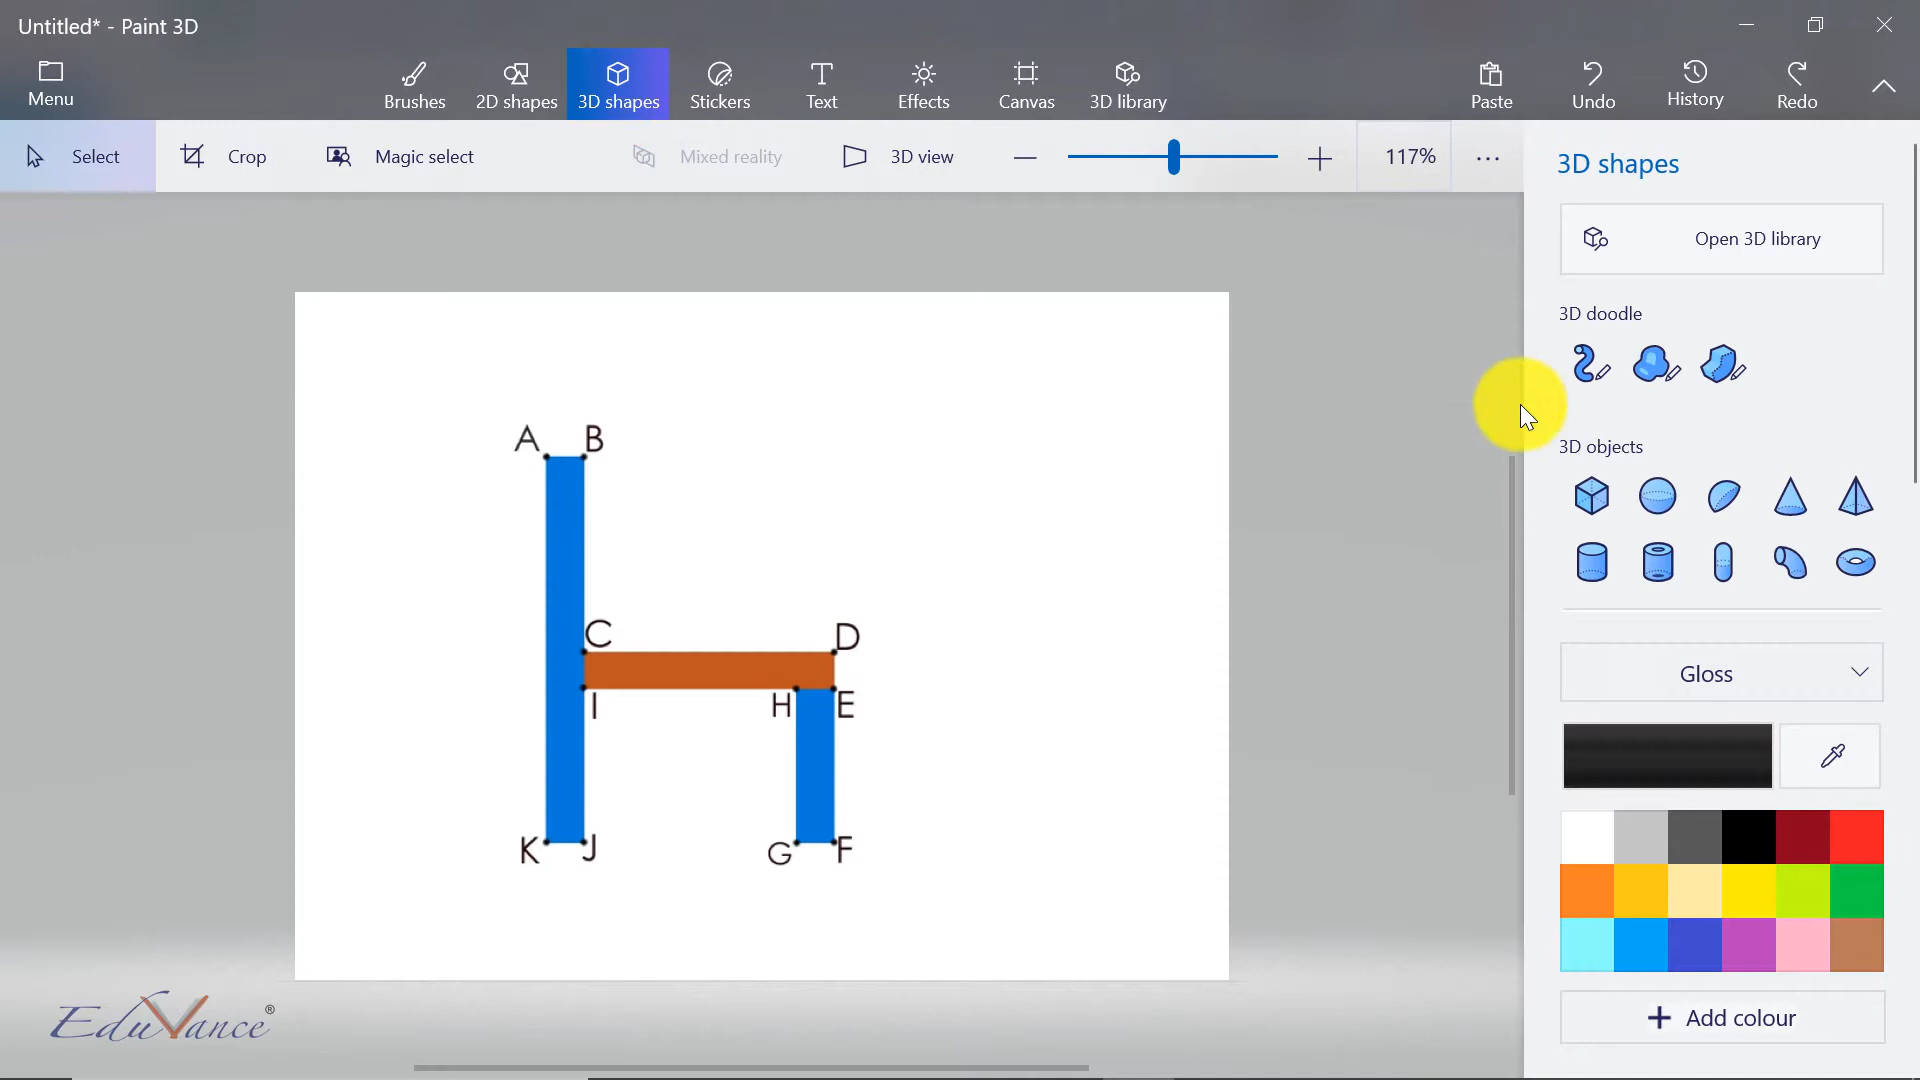 Untitled* - Paint 3D
Menu
Brushes
2D shapes
3D shapes
Stickers
Text
Effects
Canvas
3D library
Paste
Undo
History
Redo
Select
Crop
Magic select
Mixed reality
3D view
117%
3D shapes
Open 3D library
3D doodle
3D objects
Gloss
Add colour
A B
C D
I H E
K J G F
EduVance®